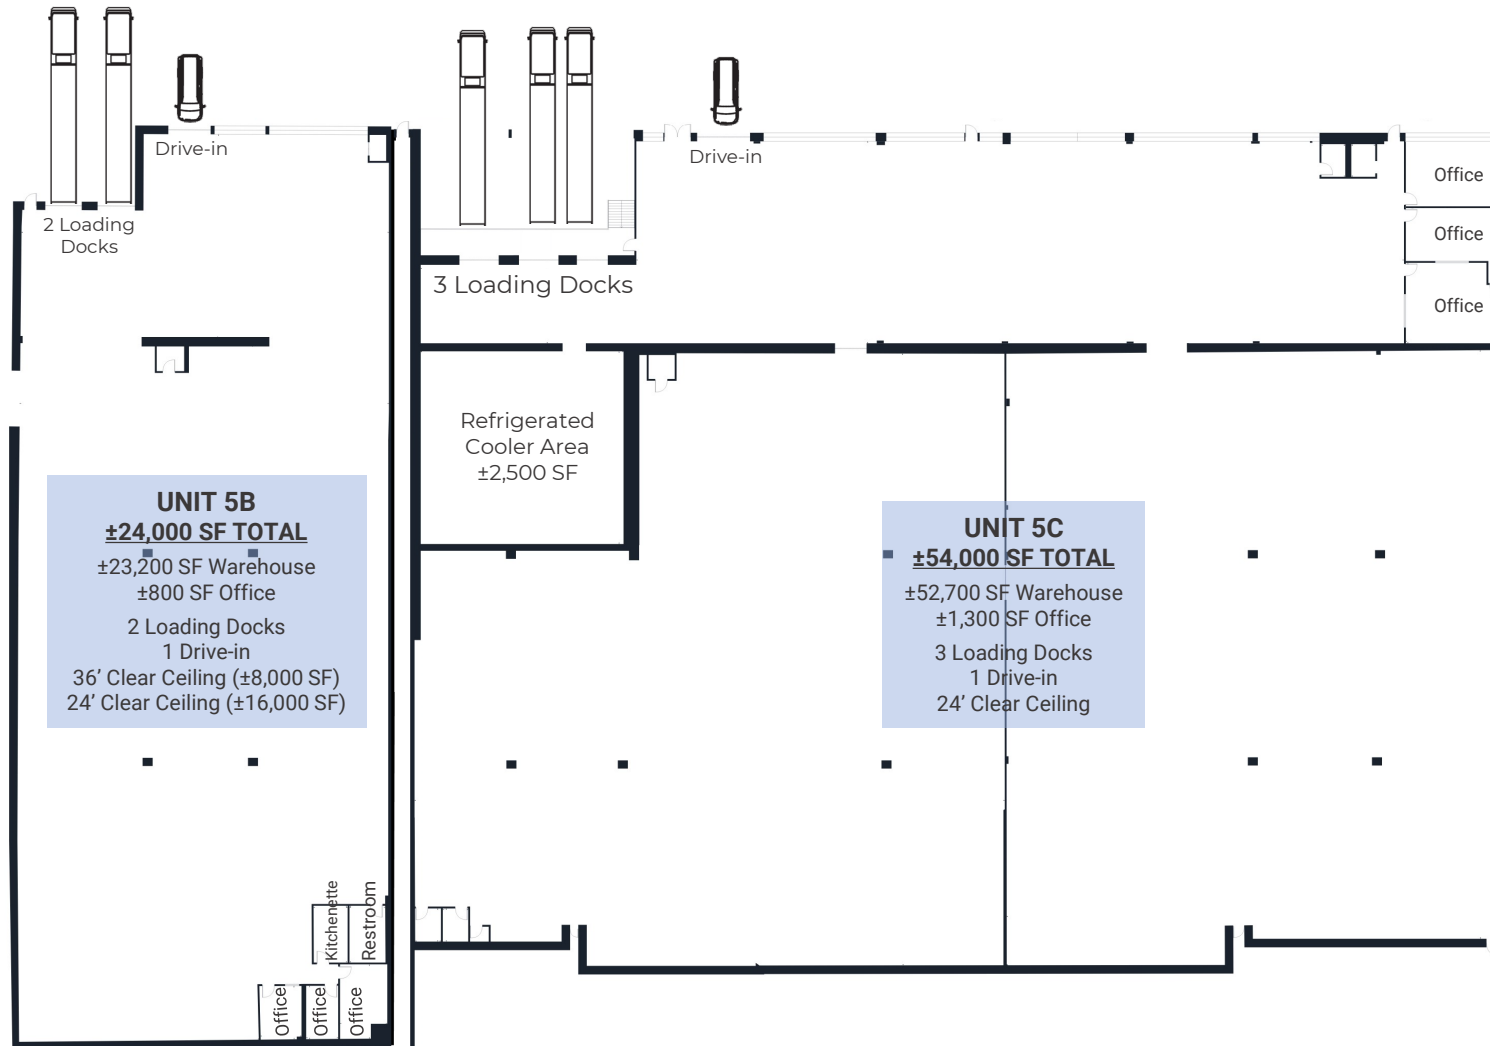 Drive-in
2 Loading
Docks
3 Loading Docks
Drive-in
Office
Office
Office
Refrigerated
Cooler Area
±2,500 SF
UNIT 5B
±24,000 SF TOTAL
±23,200 SF Warehouse
±800 SF Office
2 Loading Docks
1 Drive-in
36’ Clear Ceiling (±8,000 SF)
24’ Clear Ceiling (±16,000 SF)
UNIT 5C
±54,000 SF TOTAL
±52,700 SF Warehouse
±1,300 SF Office
3 Loading Docks
1 Drive-in
24’ Clear Ceiling
Kitchenette
Restroom
Office
Office
Office